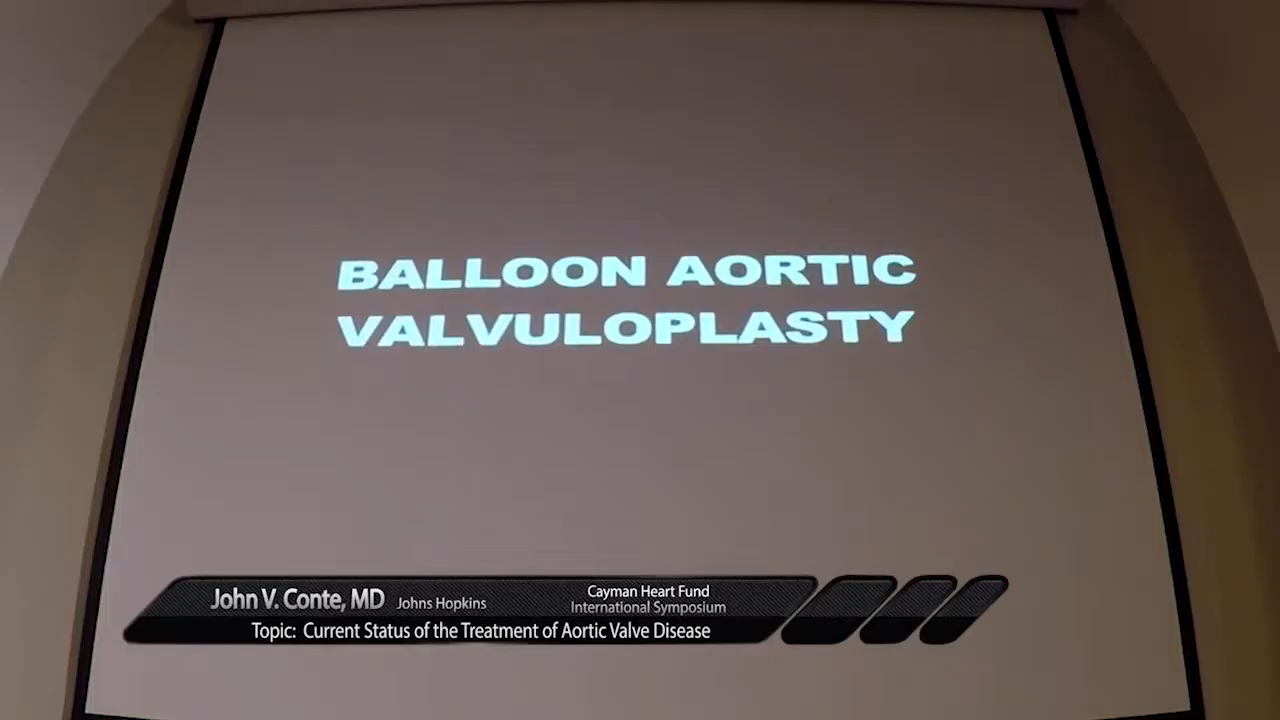 BALLOON AORTIC
VALVULOPLASTY
John V. Conte, MD Johns Hopkins
Cayman Heart Fund
International Symposium
Topic: Current Status of the Treatment of Aortic Valve Disease